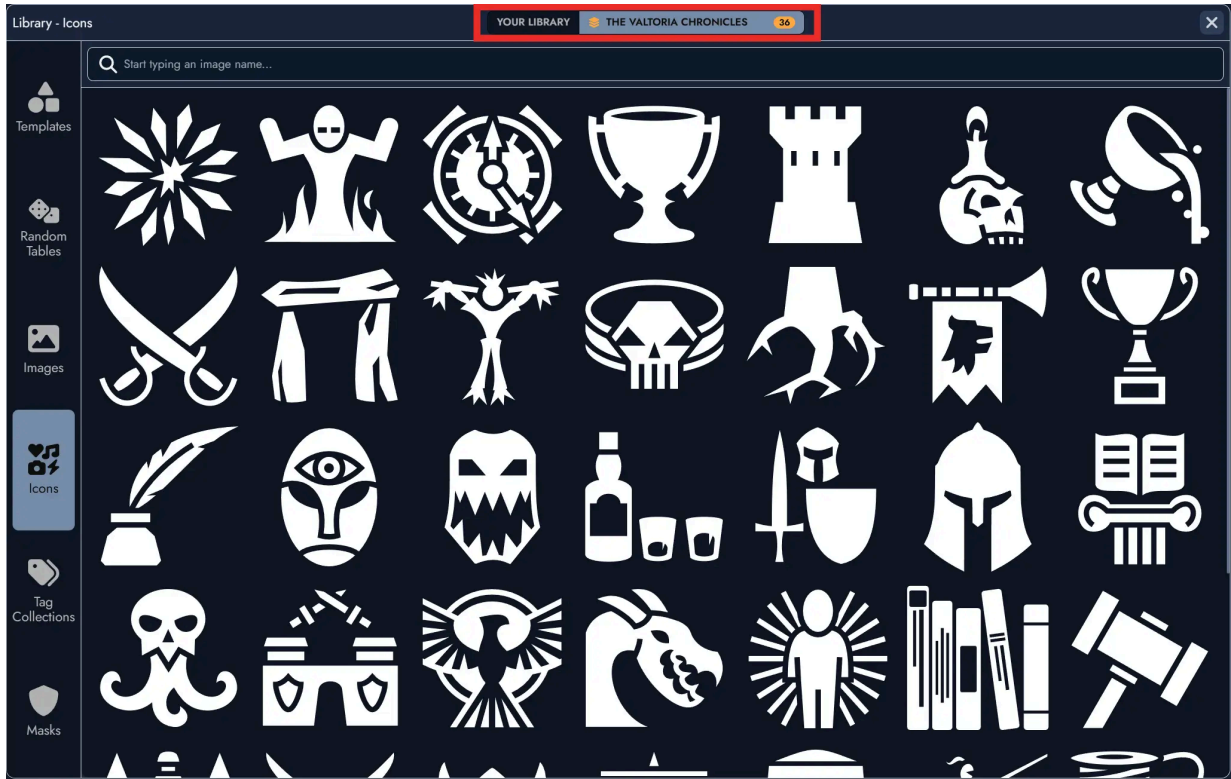 Library - Icons
YOUR LIBRARY
THE VALTORIA CHRONICLES
36
Start typing an image name...
Templates
Random
Tables
Images
Icons
Tag
Collections
Masks